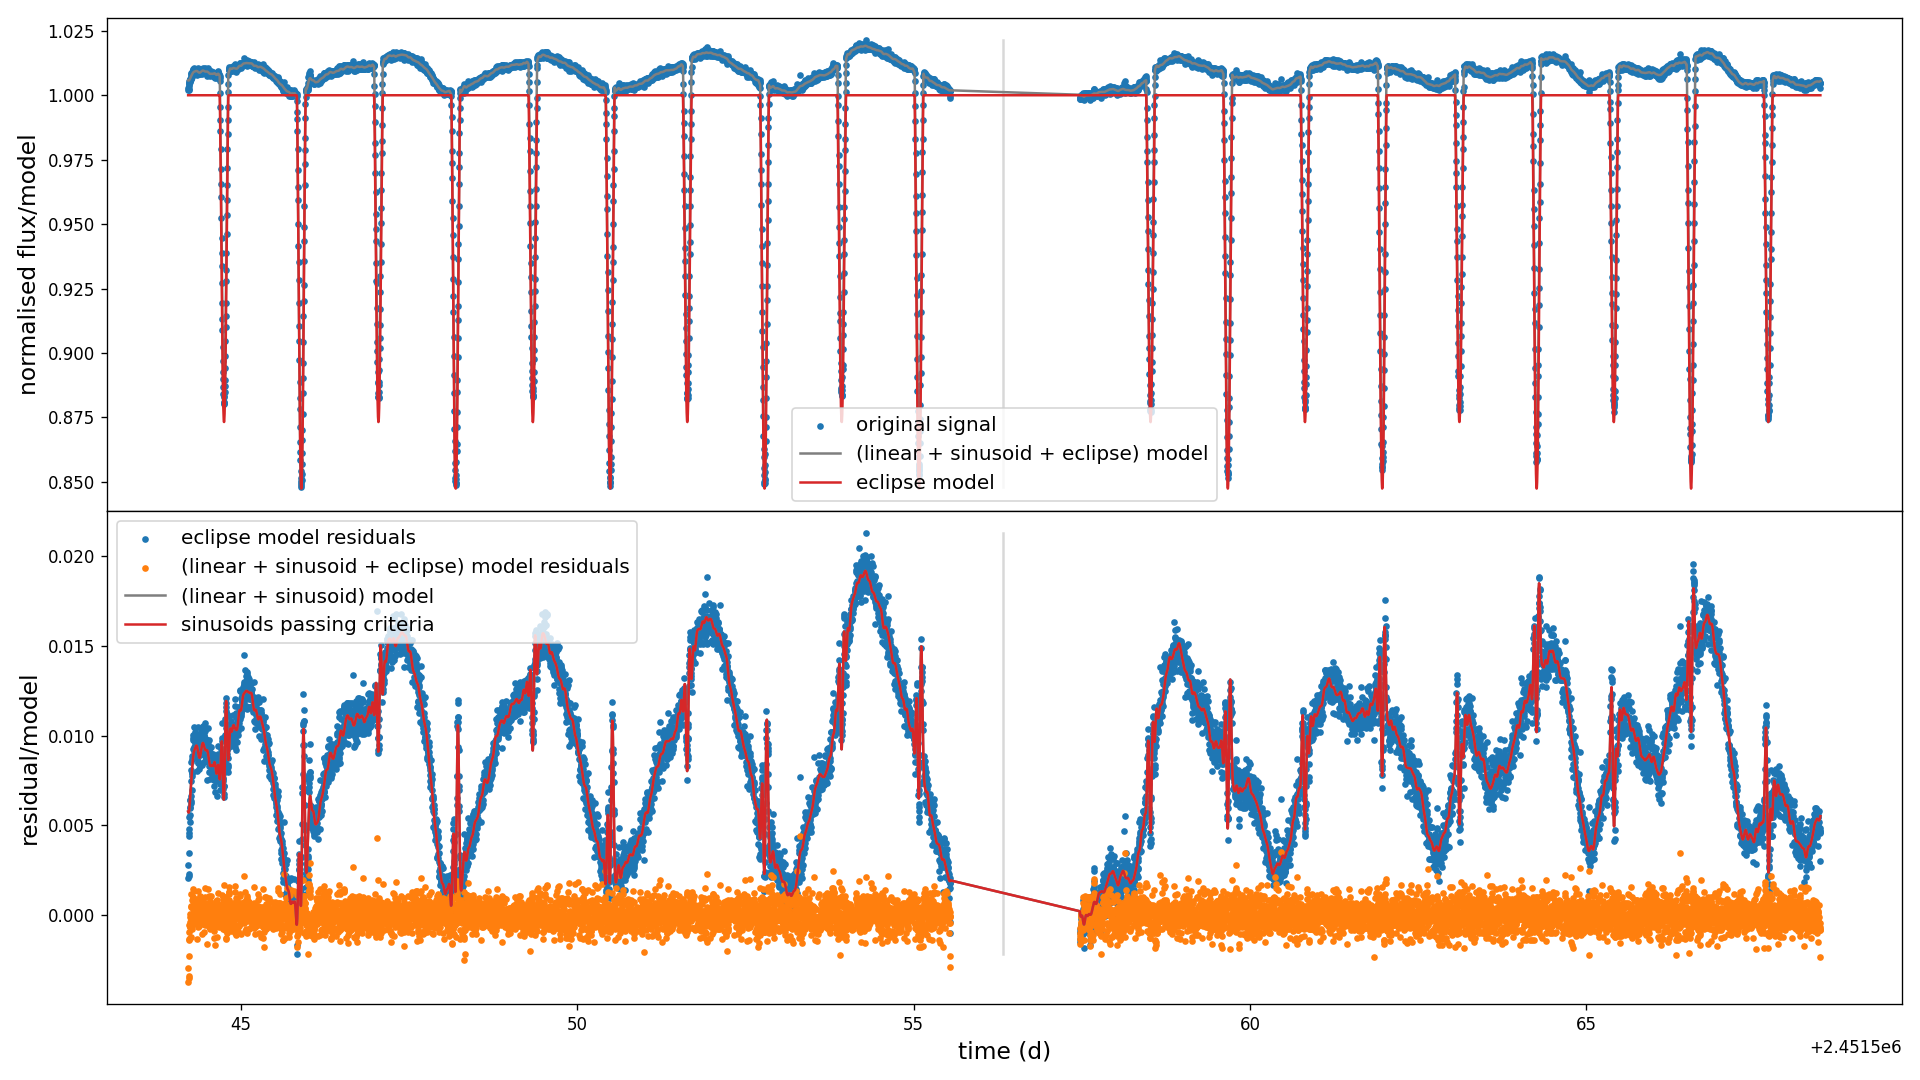 normalised flux/model
1.025
1.000
0.975
0.950
0.925
0.900
0.875
0.850
original signal
(linear + sinusoid + eclipse) model
eclipse model
residual/model
0.020
0.015
0.010
0.005
0.000
eclipse model residuals
(linear + sinusoid + eclipse) model residuals
(linear + sinusoid) model
sinusoids passing criteria
45
50
55
60
65
time (d)
+2.4515e6